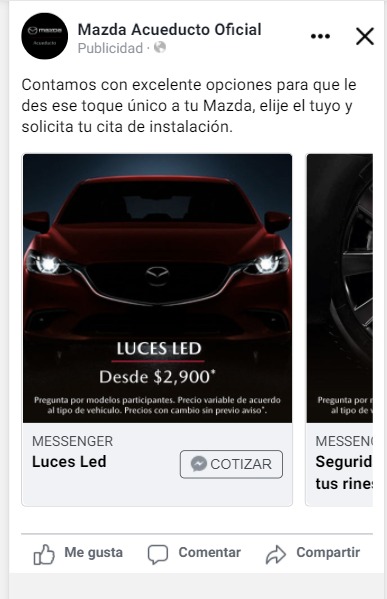 mazda
Acueducto
Mazda Acueducto Oficial
Publicidad ·
Contamos con excelente opciones para que le
des ese toque único a tu Mazda, elije el tuyo y
solicita tu cita de instalación.
LUCES LED
Desde $2,900*
Pregunta por modelos participantes. Precio variable de acuerdo
al tipo de vehículo. Precios con cambio sin previo aviso*.
MESSENGER
Luces Led
COTIZAR
Pregunta por
al tipo de v
MESSENG
Segurid
tus rines
Me gusta
Comentar
Compartir